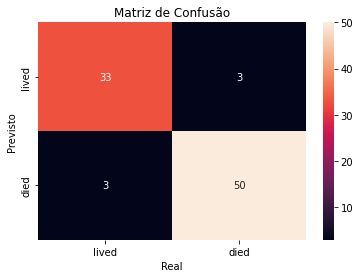 Matriz de Confusão
lived
died
Previsto
33
3
3
50
lived
died
Real
50
40
30
20
10